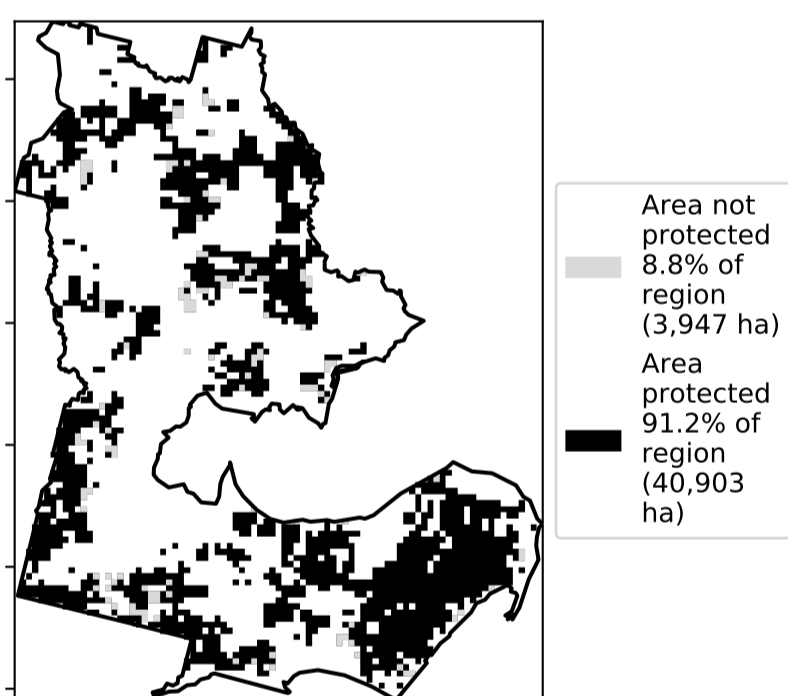 Area not
protected
8.8% of
region
(3,947 ha)
Area
protected
91.2% of
region
(40,903
ha)